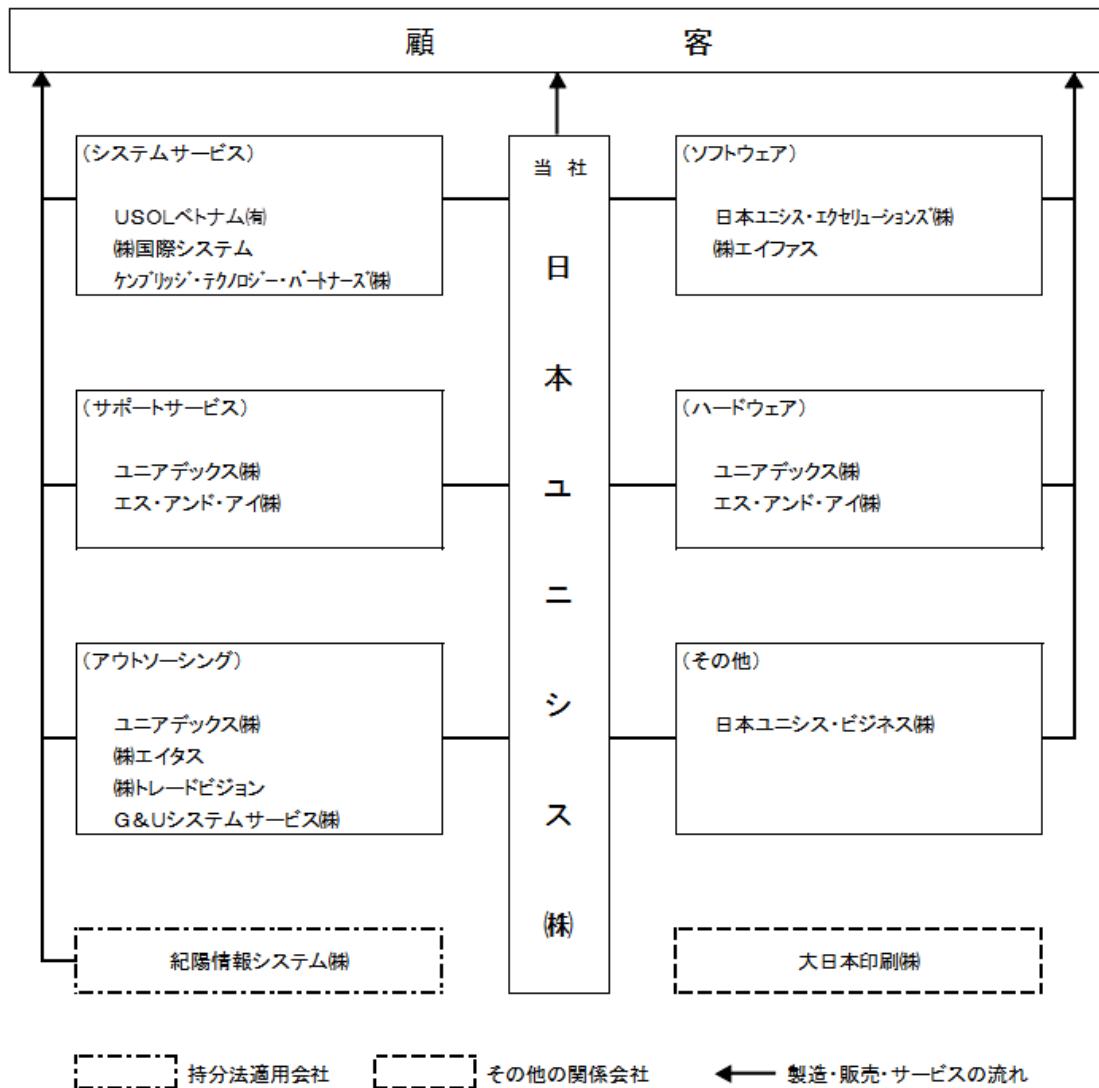 顧 客
(システムサービス)
USOLベトナム㈲
㈱国際システム
ケンブリッジ・テクノロジー・パートナーズ㈱
(サポートサービス)
ユニアデックス㈱
エス・アンド・アイ㈱
(アウトソーシング)
ユニアデックス㈱
㈱エイタス
㈱トレードビジョン
G&Uシステムサービス㈱
紀陽情報システム㈱
当 社
日本ユニシス㈱
(ソフトウェア)
日本ユニシス・エクセリューションズ㈱
㈱エイファス
(ハードウェア)
ユニアデックス㈱
エス・アンド・アイ㈱
(その他)
日本ユニシス・ビジネス㈱
大日本印刷㈱
持分法適用会社
その他の関係会社
製造・販売・サービスの流れ